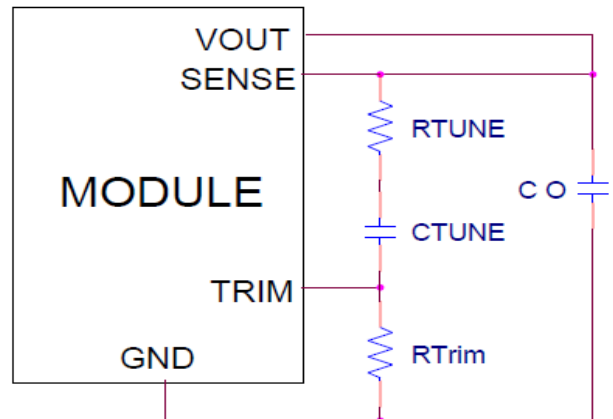 VOUT
SENSE
RTUNE
MODULE
C O
CTUNE
TRIM
GND
RTrim